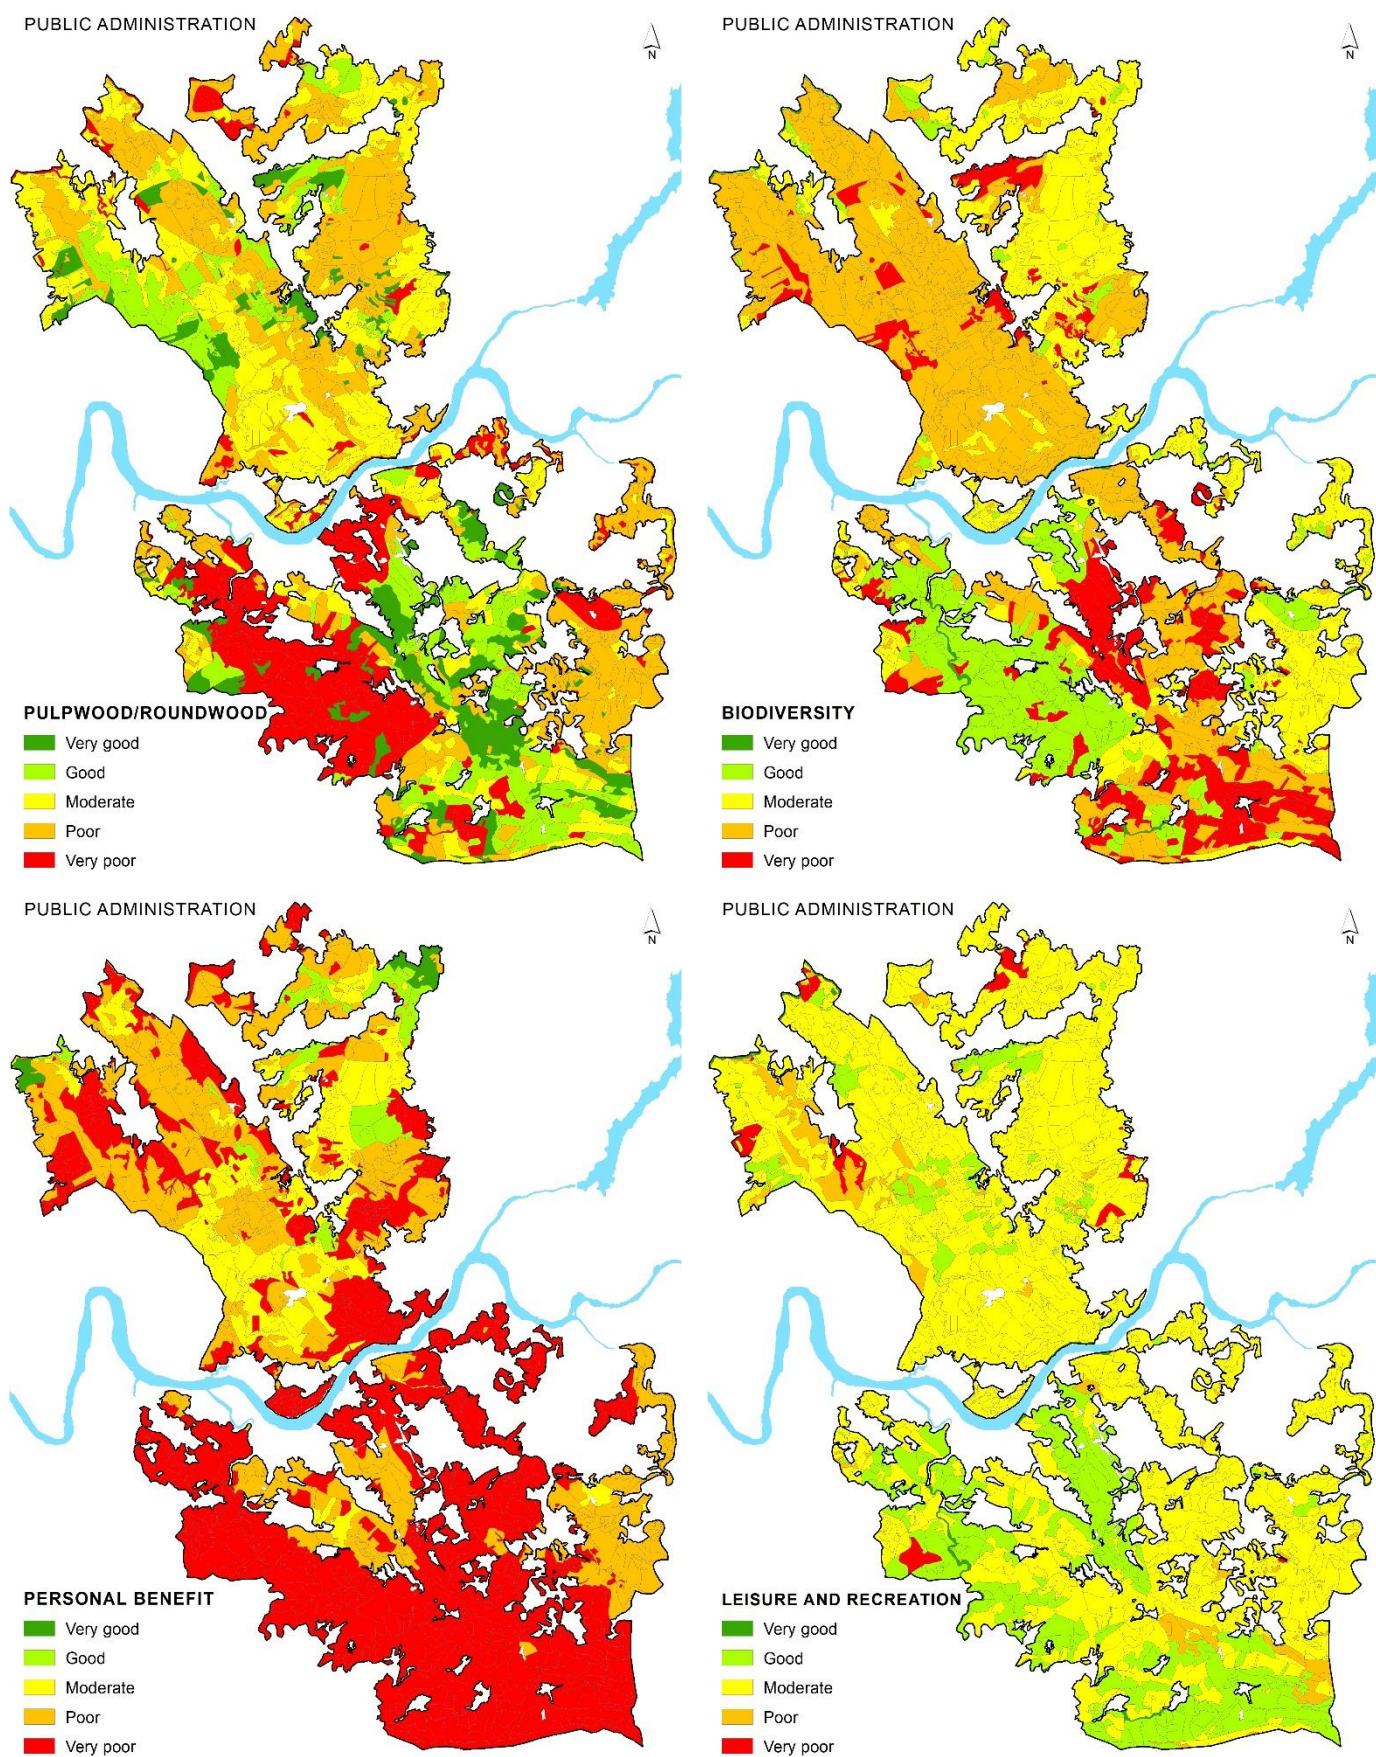 PUBLIC ADMINISTRATION
N
PULPWOOD/ROUNDWOOD
Very good
Good
Moderate
Poor
Very poor
PUBLIC ADMINISTRATION
N
BIODIVERSITY
Very good
Good
Moderate
Poor
Very poor
PUBLIC ADMINISTRATION
N
PERSONAL BENEFIT
Very good
Good
Moderate
Poor
Very poor
PUBLIC ADMINISTRATION
N
LEISURE AND RECREATION
Very good
Good
Moderate
Poor
Very poor